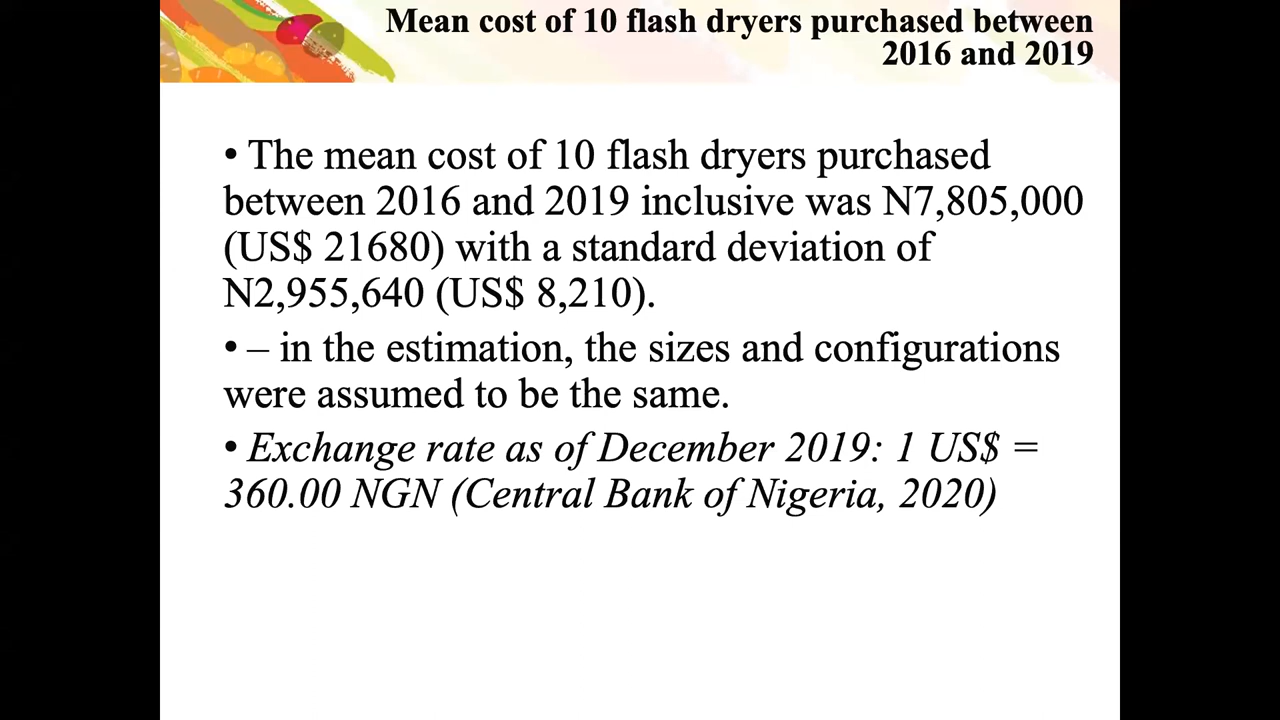 Mean cost of 10 flash dryers purchased between
2016 and 2019
• The mean cost of 10 flash dryers purchased
between 2016 and 2019 inclusive was N7,805,000
(US$ 21680) with a standard deviation of
N2,955,640 (US$ 8,210).
• – in the estimation, the sizes and configurations
were assumed to be the same.
• Exchange rate as of December 2019: 1 US$ =
360.00 NGN (Central Bank of Nigeria, 2020)